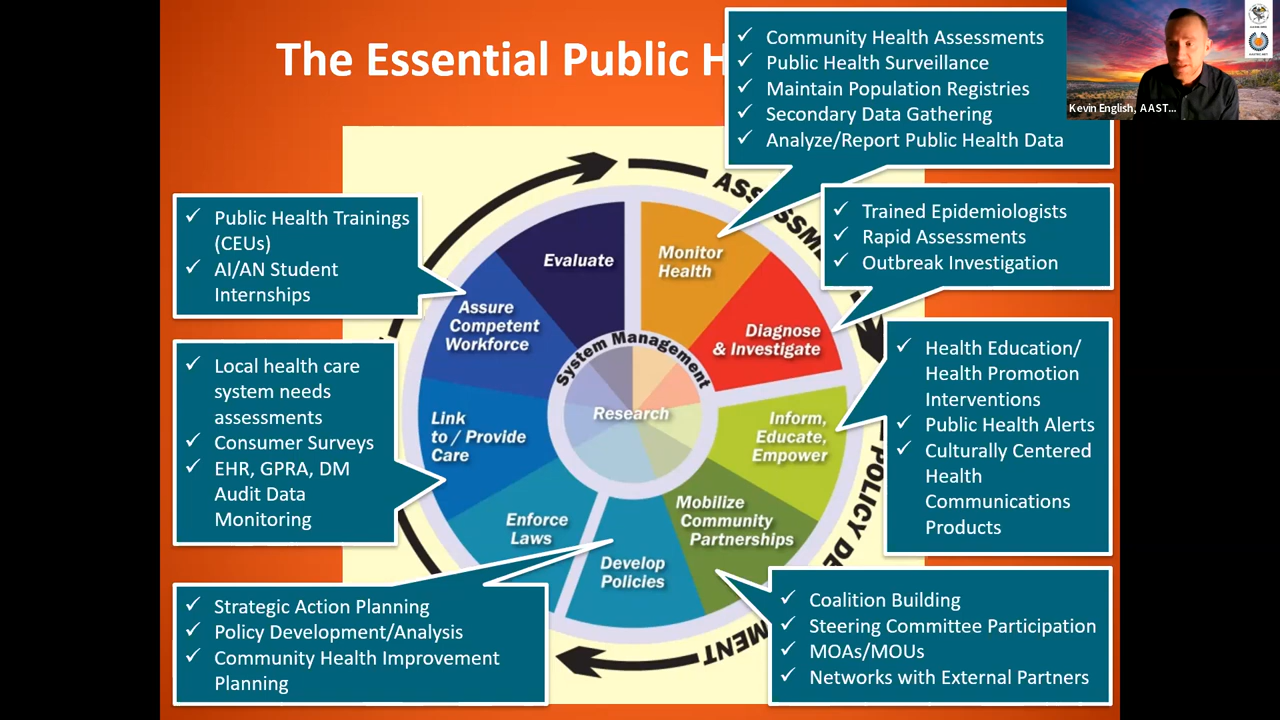 The Essential Public H
Community Health Assessments
Public Health Surveillance
Maintain Population Registries
Secondary Data Gathering
Analyze/Report Public Health Data
Kevin English, AAST...
Trained Epidemiologists
Rapid Assessments
Outbreak Investigation
Public Health Trainings
(CEUs)
AI/AN Student
Internships
Health Education/
Health Promotion
Interventions
Public Health Alerts
Culturally Centered
Health
Communications
Products
Local health care
system needs
assessments
Consumer Surveys
EHR, GPRA, DM
Audit Data
Monitoring
Strategic Action Planning
Policy Development/Analysis
Community Health Improvement
Planning
Coalition Building
Steering Committee Participation
MOAs/MOUs
Networks with External Partners
ASSESSM
POLICY DE
MENT
Evaluate
Monitor
Health
Diagnose
& Investigate
Inform,
Educate,
Empower
Mobilize
Community
Partnerships
Develop
Policies
Enforce
Laws
Link
to / Provide
Care
Assure
Competent
Workforce
System Management
Research